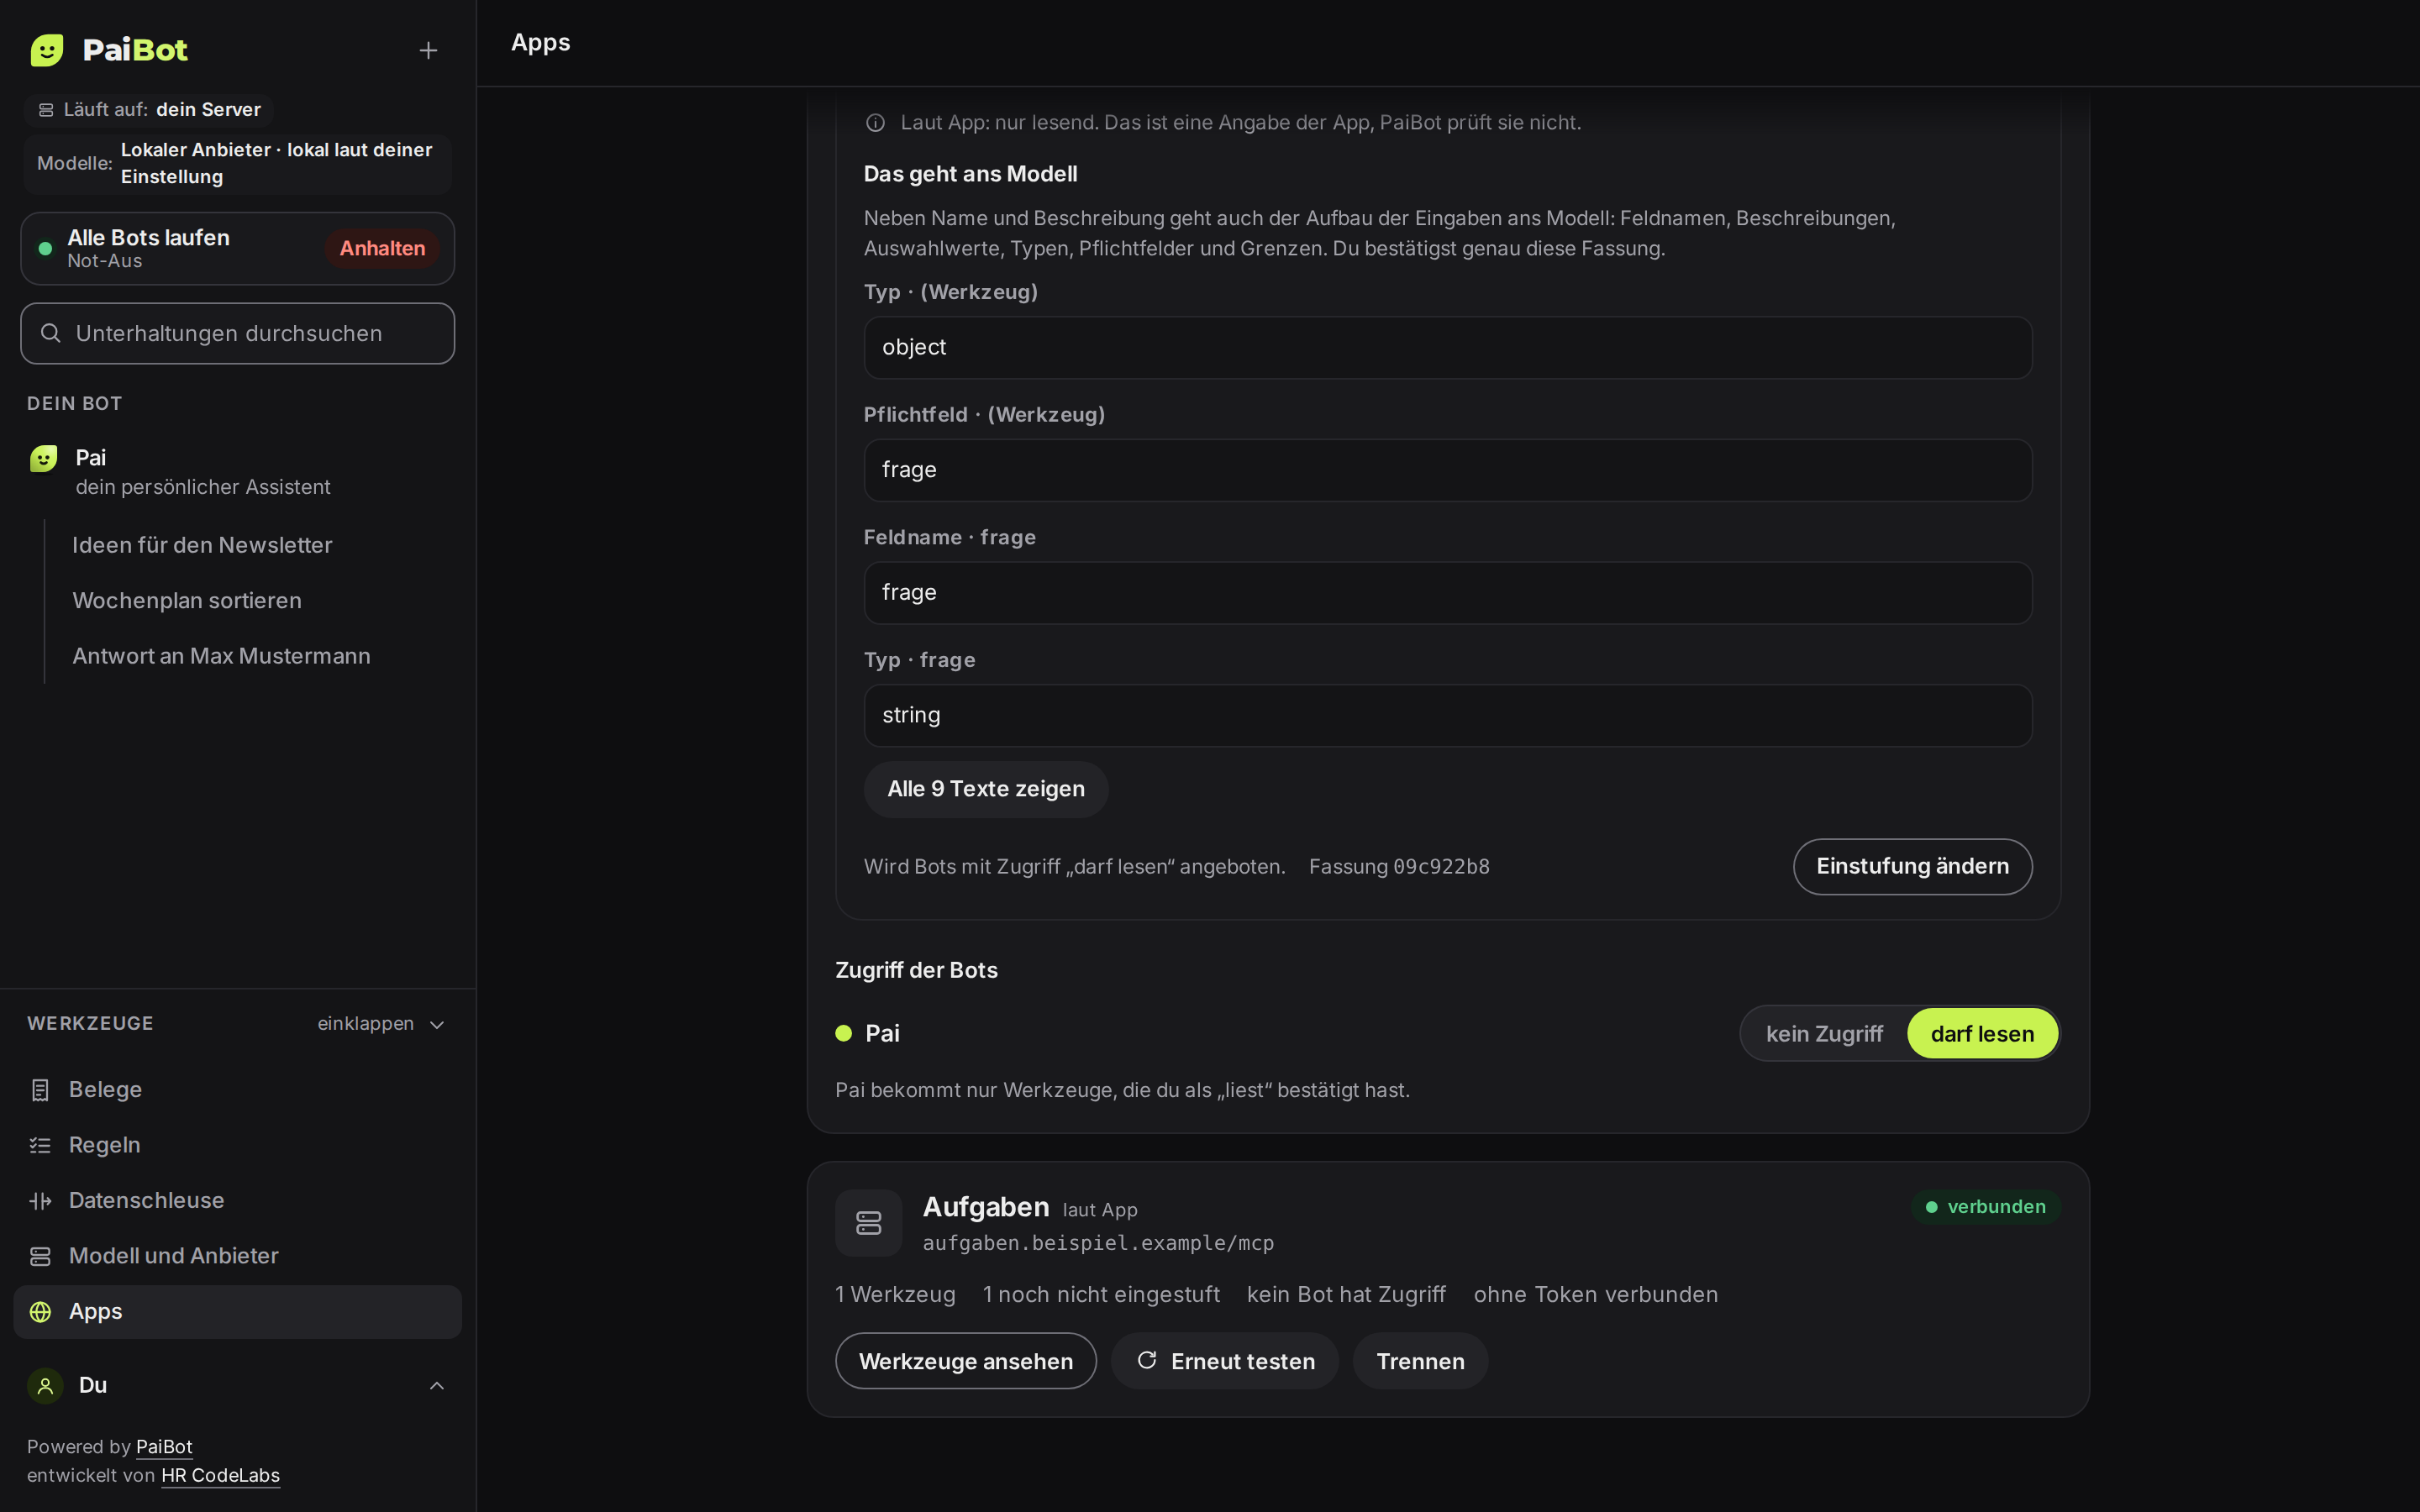 PaiBot
Läuft auf: dein Server
Modelle: Lokaler Anbieter · lokal laut deiner
Einstellung
Alle Bots laufen
Not-Aus
Anhalten
Unterhaltungen durchsuchen
DEIN BOT
Pai
dein persönlicher Assistent
Ideen für den Newsletter
Wochenplan sortieren
Antwort an Max Mustermann
WERKZEUGE einklappen
Belege
Regeln
Datenschleuse
Modell und Anbieter
Apps
Du
Powered by PaiBot
entwickelt von HR CodeLabs
Apps
Laut App: nur lesend. Das ist eine Angabe der App, PaiBot prüft sie nicht.
Das geht ans Modell
Neben Name und Beschreibung geht auch der Aufbau der Eingaben ans Modell: Feldnamen, Beschreibungen,
Auswahlwerte, Typen, Pflichtfelder und Grenzen. Du bestätigst genau diese Fassung.
Typ · (Werkzeug)
object
Pflichtfeld · (Werkzeug)
frage
Feldname · frage
frage
Typ · frage
string
Alle 9 Texte zeigen
Wird Bots mit Zugriff „darf lesen“ angeboten. Fassung 09c922b8
Einstufung ändern
Zugriff der Bots
Pai
kein Zugriff darf lesen
Pai bekommt nur Werkzeuge, die du als „liest“ bestätigt hast.
Aufgaben laut App
verbunden
aufgaben.beispiel.example/mcp
1 Werkzeug 1 noch nicht eingestuft kein Bot hat Zugriff ohne Token verbunden
Werkzeuge ansehen Erneut testen Trennen